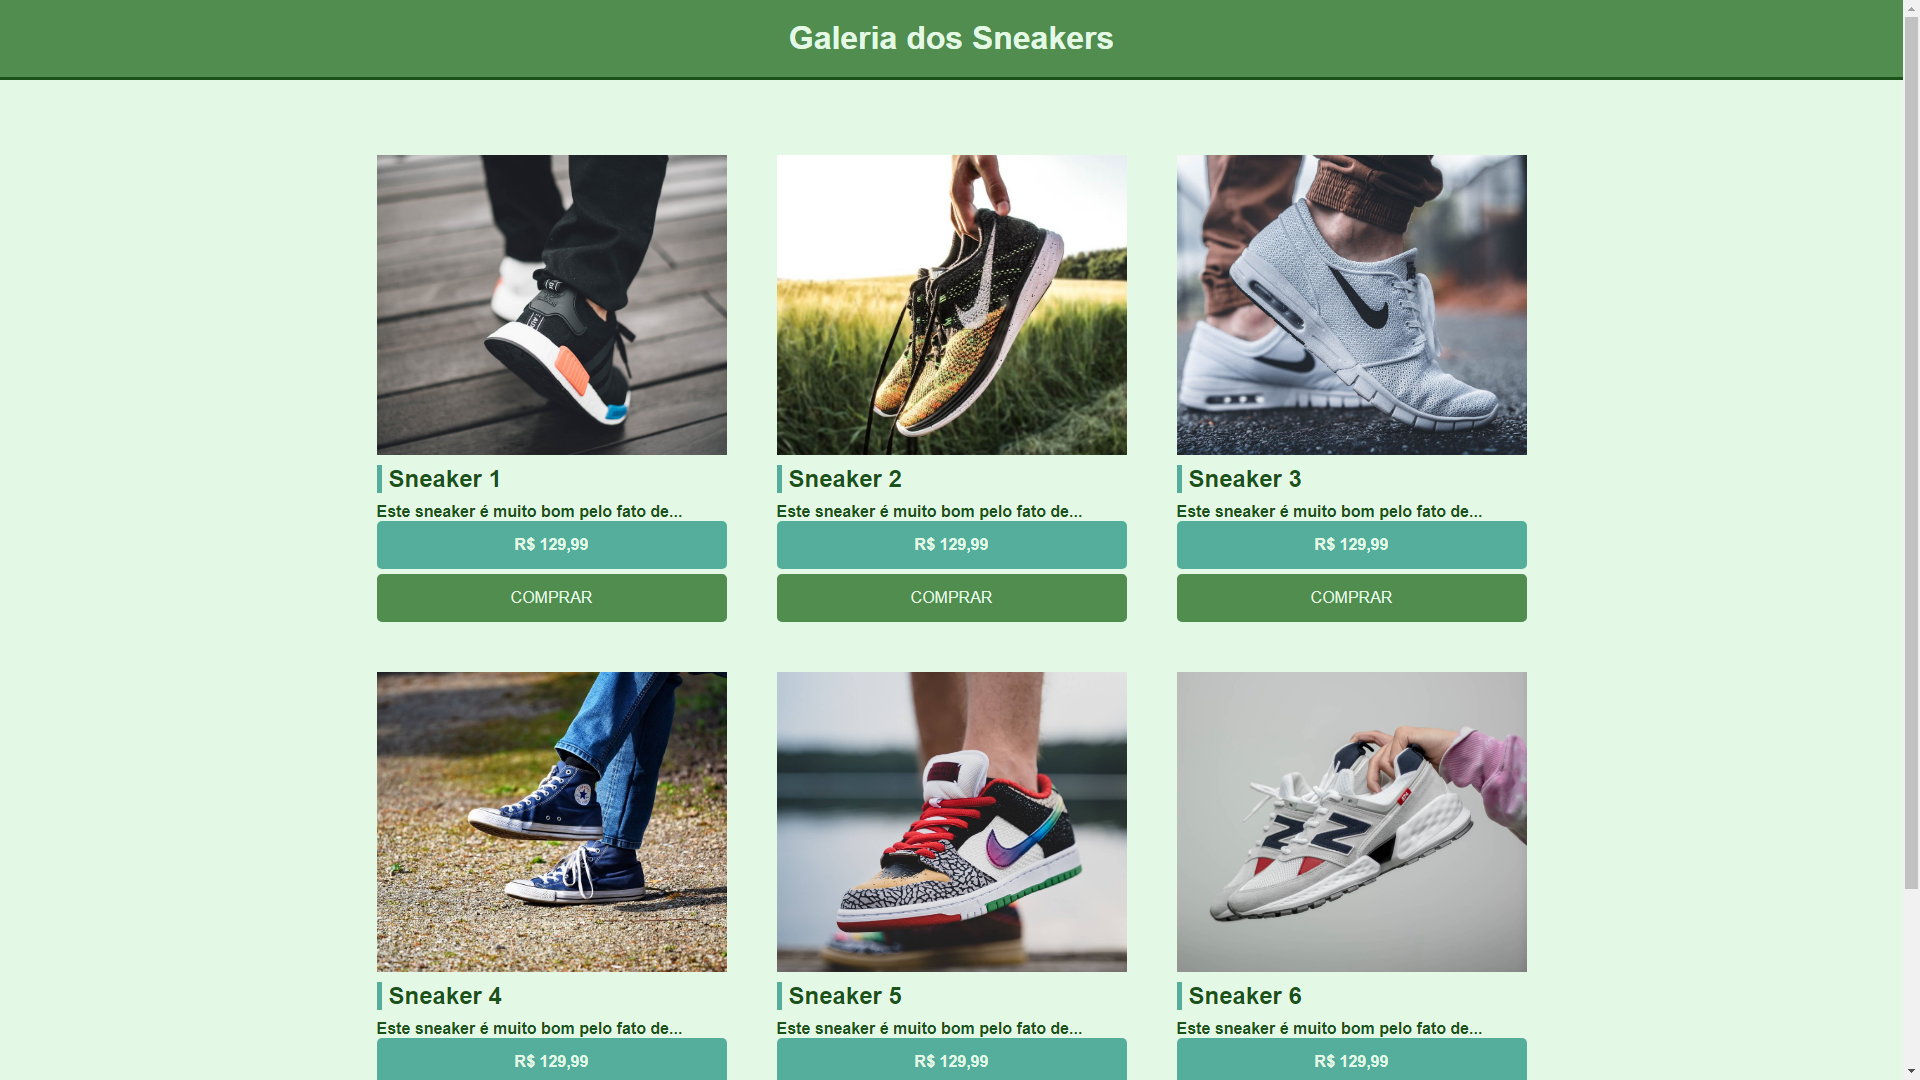 Galeria dos Sneakers
Sneaker 1
Este sneaker é muito bom pelo fato de...
R$ 129,99
COMPRAR
Sneaker 2
Este sneaker é muito bom pelo fato de...
R$ 129,99
COMPRAR
Sneaker 3
Este sneaker é muito bom pelo fato de...
R$ 129,99
COMPRAR
Sneaker 4
Este sneaker é muito bom pelo fato de...
R$ 129,99
Sneaker 5
Este sneaker é muito bom pelo fato de...
R$ 129,99
Sneaker 6
Este sneaker é muito bom pelo fato de...
R$ 129,99